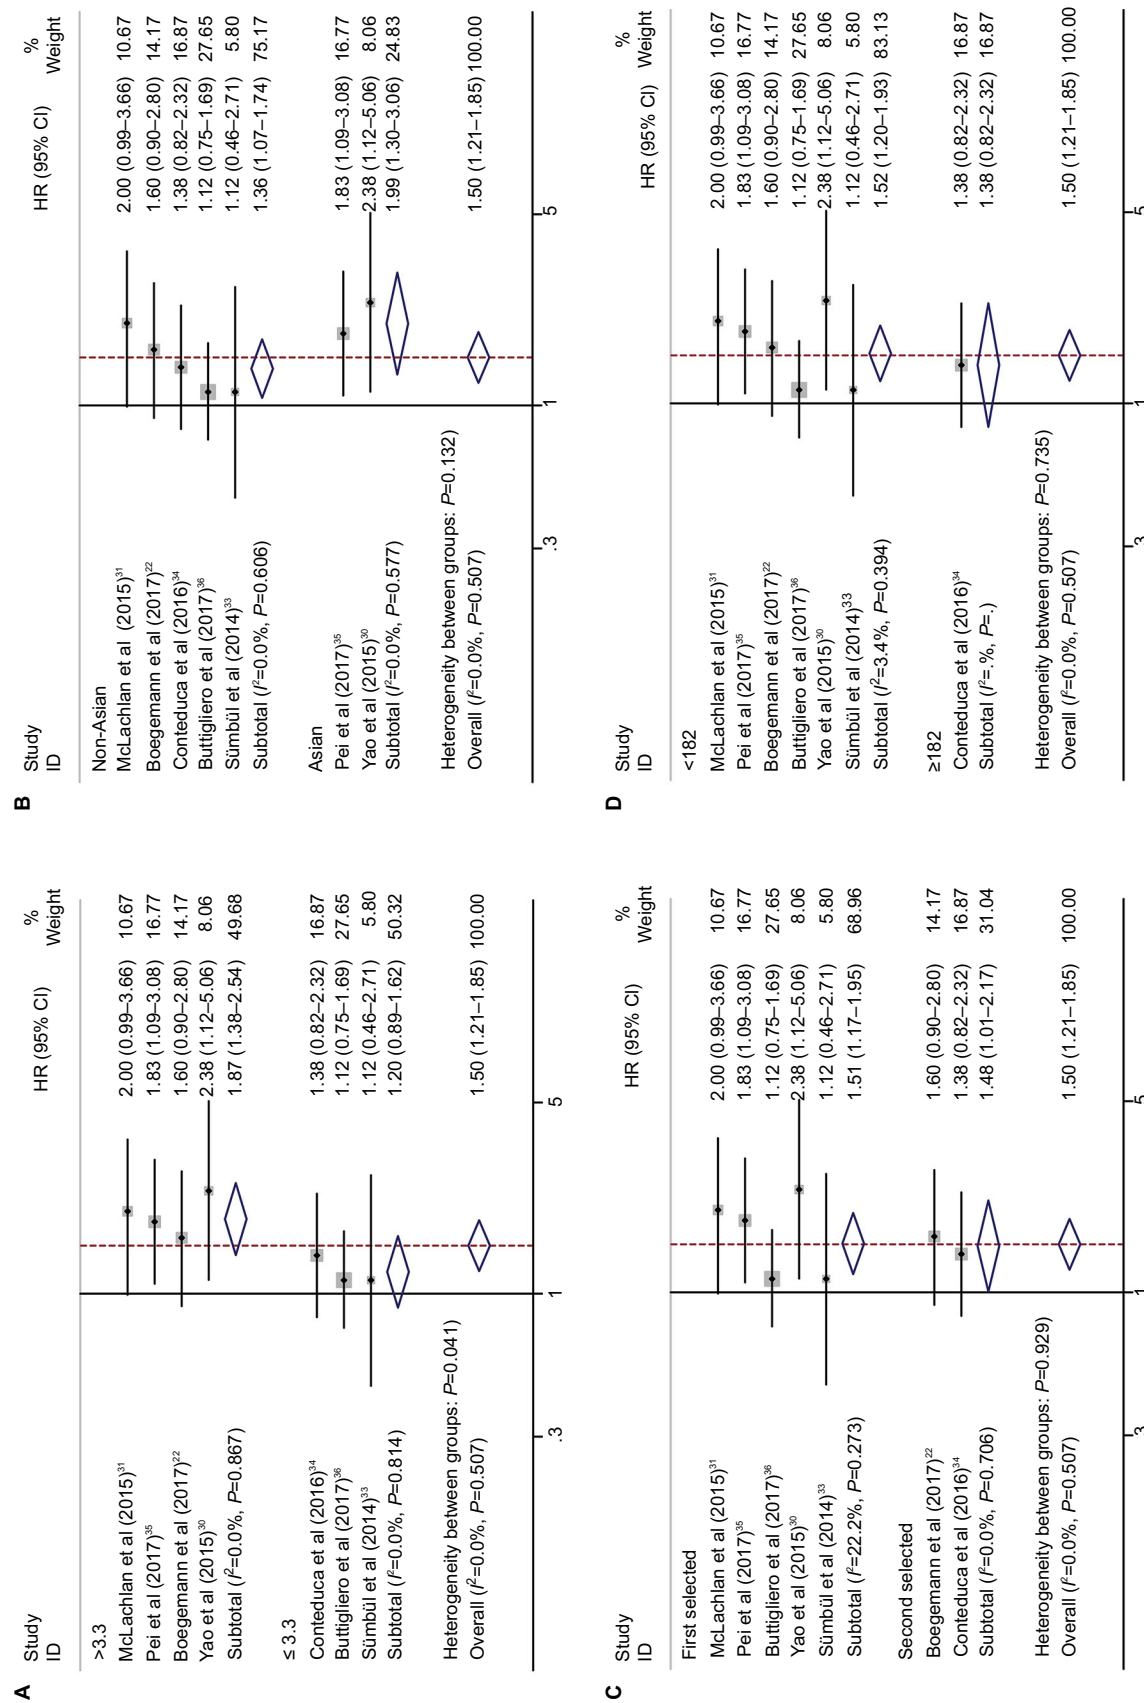 A
Study ID HR (95% CI) % Weight
>3.3
McLachlan et al (2015)31 2.00 (0.99–3.66) 10.67
Pei et al (2017)35 1.83 (1.09–3.08) 16.77
Boegemann et al (2017)22 1.60 (0.90–2.80) 14.17
Yao et al (2015)30 2.38 (1.12–5.06) 8.06
Subtotal (I2=0.0%, P=0.867) 1.87 (1.38–2.54) 49.68
≤ 3.3
Conteduca et al (2016)34 1.38 (0.82–2.32) 16.87
Buttigliero et al (2017)36 1.12 (0.75–1.69) 27.65
Sümbül et al (2014)33 1.12 (0.46–2.71) 5.80
Subtotal (I2=0.0%, P=0.814) 1.20 (0.89–1.62) 50.32
Heterogeneity between groups: P=0.041
Overall (I2=0.0%, P=0.507) 1.50 (1.21–1.85) 100.00
.3 1 5
B
Study ID HR (95% CI) % Weight
Non-Asian
McLachlan et al (2015)31 2.00 (0.99–3.66) 10.67
Boegemann et al (2017)22 1.60 (0.90–2.80) 14.17
Conteduca et al (2016)34 1.38 (0.82–2.32) 16.87
Buttigliero et al (2017)36 1.12 (0.75–1.69) 27.65
Sümbül et al (2014)33 1.12 (0.46–2.71) 5.80
Subtotal (I2=0.0%, P=0.606) 1.36 (1.07–1.74) 75.17
Asian
Pei et al (2017)35 1.83 (1.09–3.08) 16.77
Yao et al (2015)30 2.38 (1.12–5.06) 8.06
Subtotal (I2=0.0%, P=0.577) 1.99 (1.30–3.06) 24.83
Heterogeneity between groups: P=0.132
Overall (I2=0.0%, P=0.507) 1.50 (1.21–1.85) 100.00
.3 1 5
C
Study ID HR (95% CI) % Weight
First selected
McLachlan et al (2015)31 2.00 (0.99–3.66) 10.67
Pei et al (2017)35 1.83 (1.09–3.08) 16.77
Buttigliero et al (2017)36 1.12 (0.75–1.69) 27.65
Yao et al (2015)30 2.38 (1.12–5.06) 8.06
Sümbül et al (2014)33 1.12 (0.46–2.71) 5.80
Subtotal (I2=22.2%, P=0.273) 1.51 (1.17–1.95) 68.96
Second selected
Boegemann et al (2017)22 1.60 (0.90–2.80) 14.17
Conteduca et al (2016)34 1.38 (0.82–2.32) 16.87
Subtotal (I2=0.0%, P=0.706) 1.48 (1.01–2.17) 31.04
Heterogeneity between groups: P=0.929
Overall (I2=0.0%, P=0.507) 1.50 (1.21–1.85) 100.00
.3 1 5
D
Study ID HR (95% CI) % Weight
<182
McLachlan et al (2015)31 2.00 (0.99–3.66) 10.67
Pei et al (2017)35 1.83 (1.09–3.08) 16.77
Boegemann et al (2017)22 1.60 (0.90–2.80) 14.17
Buttigliero et al (2017)36 1.12 (0.75–1.69) 27.65
Yao et al (2015)30 2.38 (1.12–5.06) 8.06
Sümbül et al (2014)33 1.12 (0.46–2.71) 5.80
Subtotal (I2=3.4%, P=0.394) 1.52 (1.20–1.93) 83.13
≥182
Conteduca et al (2016)34 1.38 (0.82–2.32) 16.87
Subtotal (I2=.%, P=.) 1.38 (0.82–2.32) 16.87
Heterogeneity between groups: P=0.735
Overall (I2=0.0%, P=0.507) 1.50 (1.21–1.85) 100.00
.3 1 5